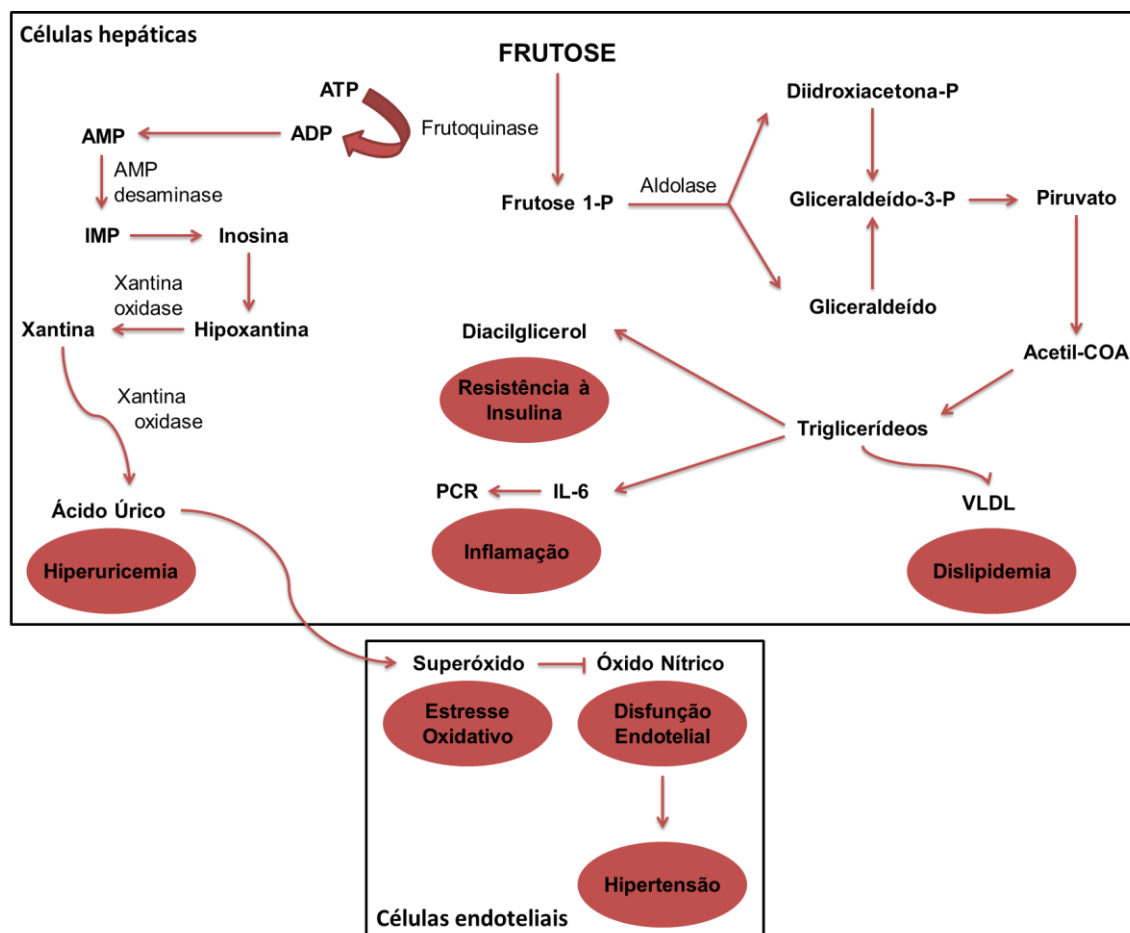 Células hepáticas
FRUTOSE
ATP
ADP
Frutoquinase
AMP
AMP
desaminase
IMP
Inosina
Xantina
oxidase
Xantina
Hipoxantina
Xantina
oxidase
Ácido Úrico
Hiperuricemia
Frutose 1-P
Aldolase
Diidroxiacetona-P
Gliceraldeído-3-P
Piruvato
Gliceraldeído
Acetil-COA
Triglicerídeos
Diacilglicerol
Resistência à
Insulina
PCR
IL-6
Inflamação
VLDL
Dislipidemia
Superóxido
Óxido Nítrico
Estresse
Oxidativo
Disfunção
Endotelial
Hipertensão
Células endoteliais